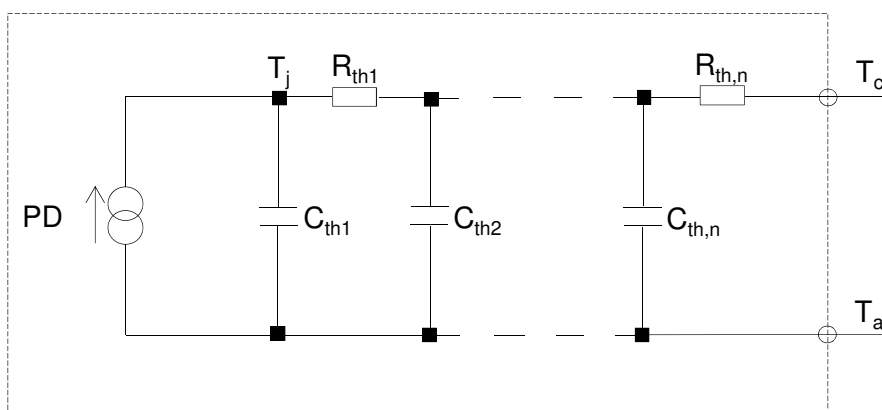 T_j
R_th1
R_th,n
T_c
PD
C_th1
C_th2
C_th,n
T_a